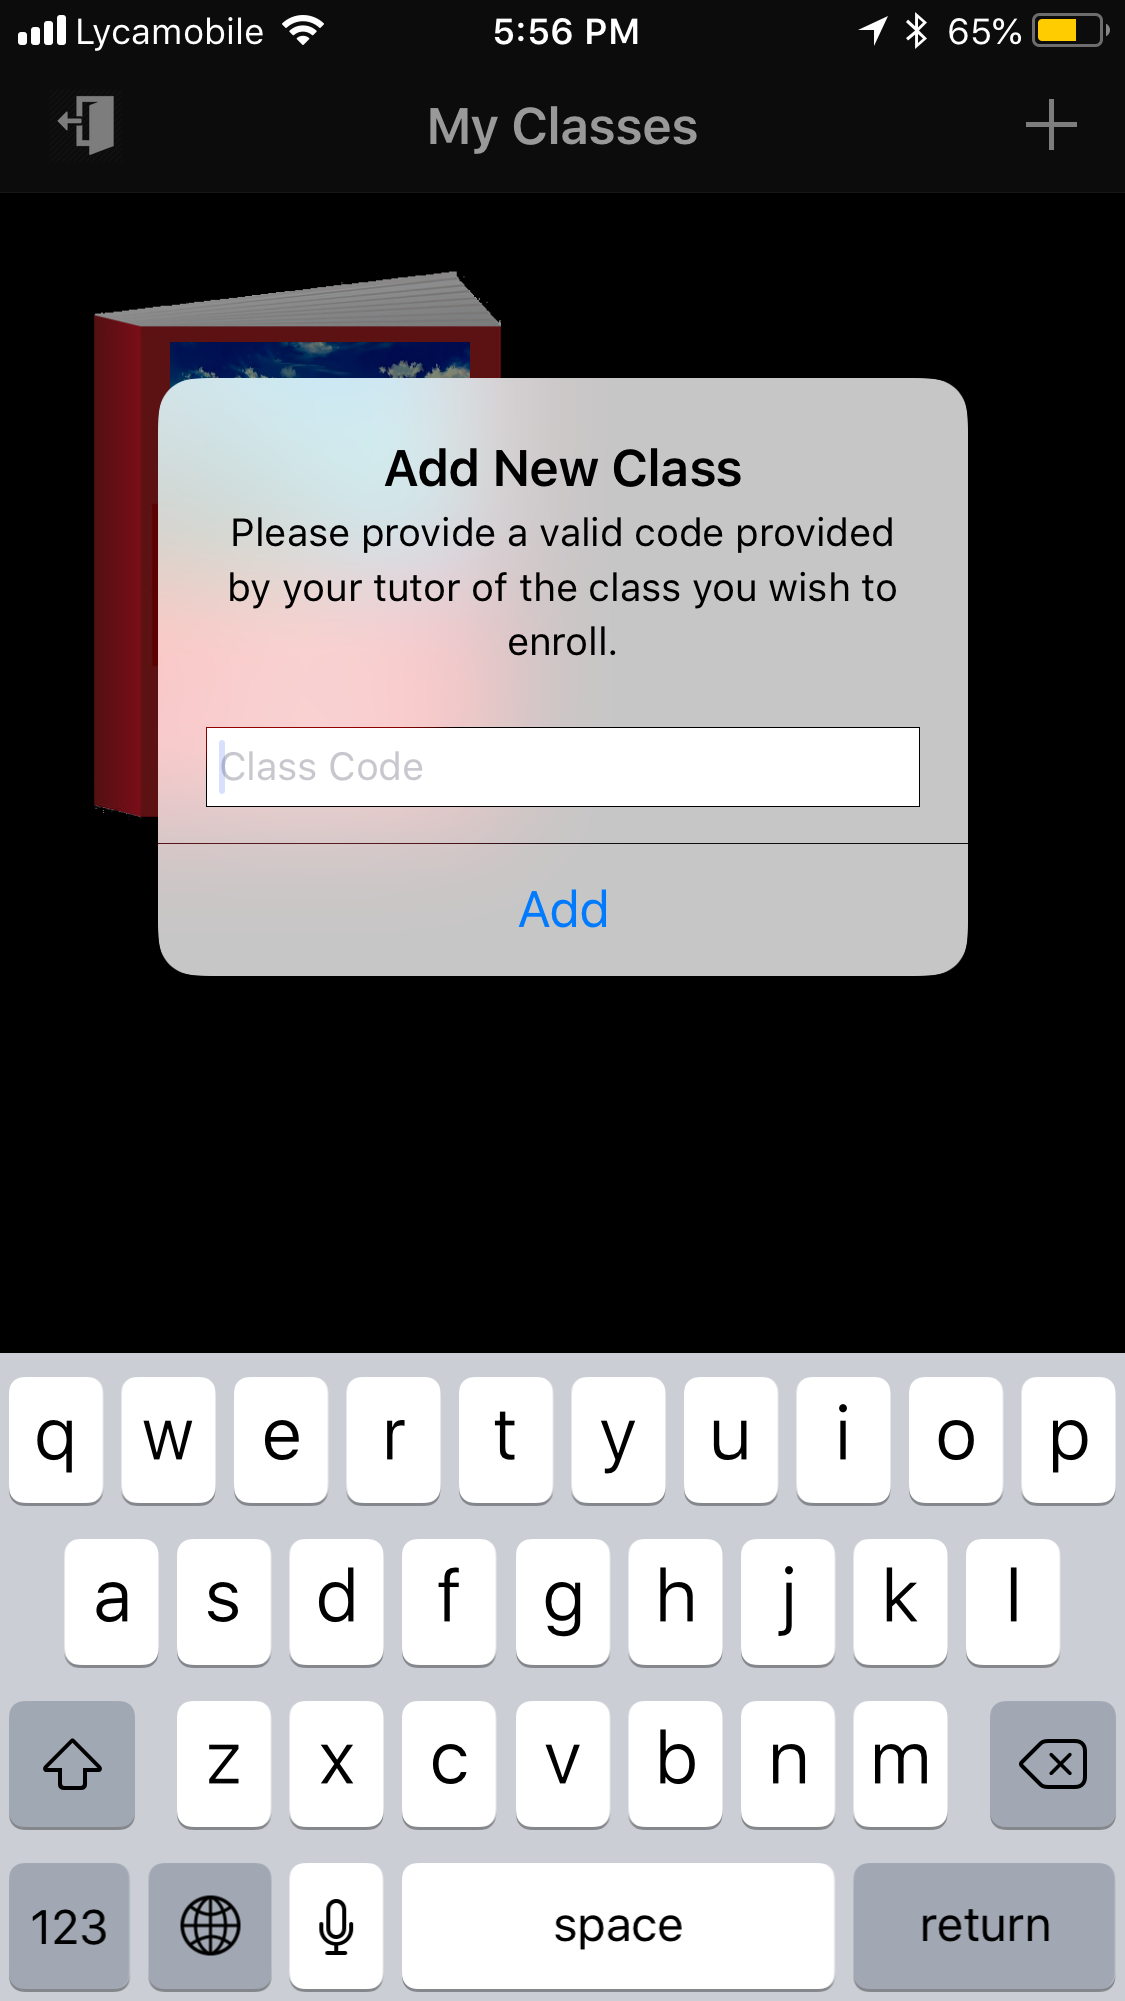 Lycamobile 5:56 PM 65%
My Classes
Add New Class
Please provide a valid code provided
by your tutor of the class you wish to
enroll.
Class Code
Add
q w e r t y u i o p
a s d f g h j k l
z x c v b n m
123 space return